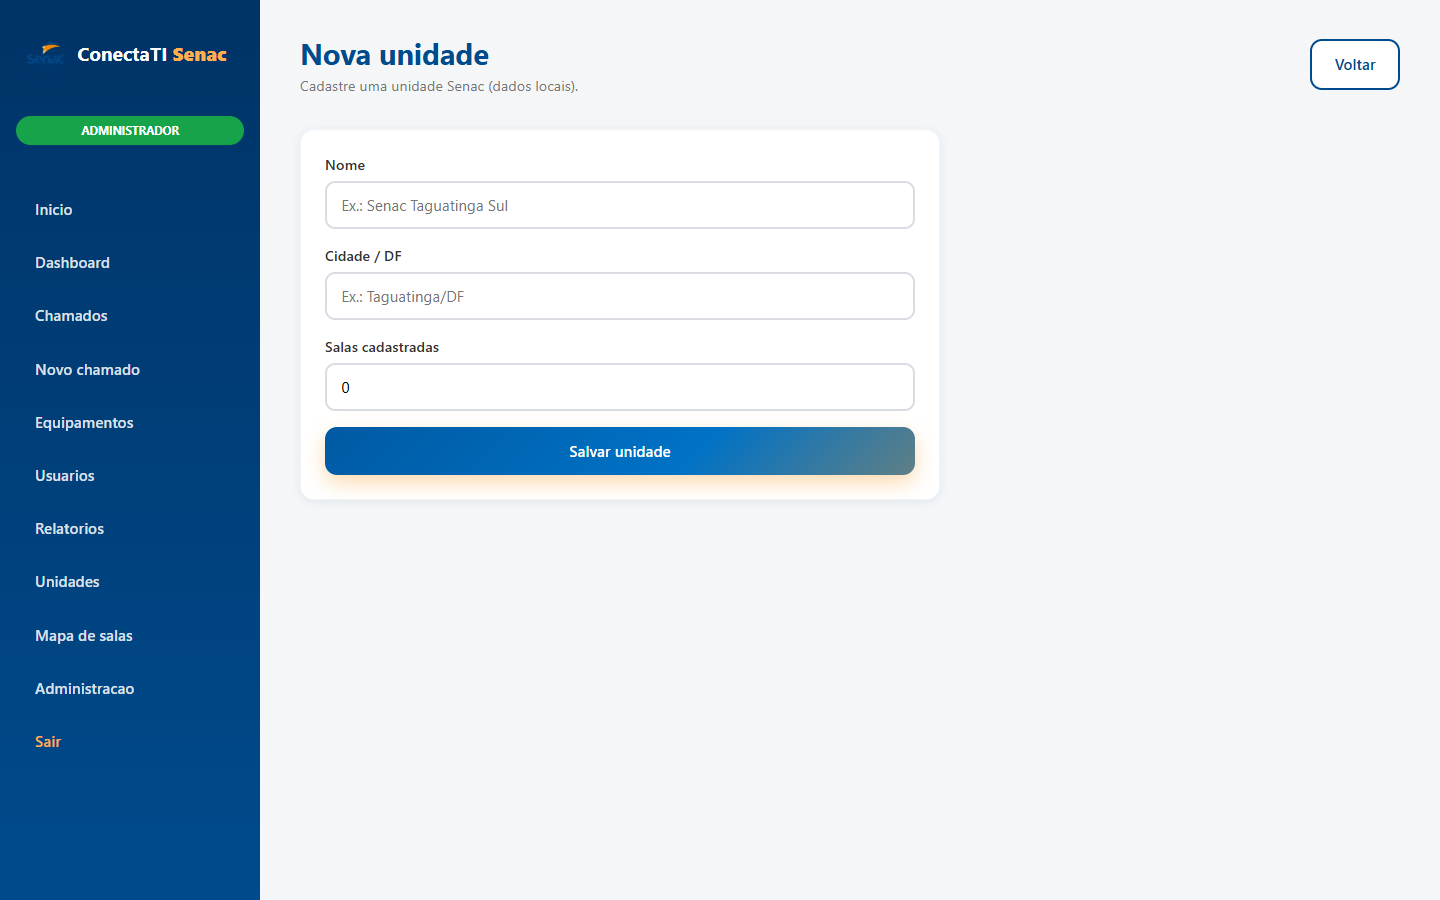 Senac
ConectaTI Senac
ADMINISTRADOR
Inicio
Dashboard
Chamados
Novo chamado
Equipamentos
Usuarios
Relatorios
Unidades
Mapa de salas
Administracao
Sair
Nova unidade
Cadastre uma unidade Senac (dados locais).
Voltar
Nome
Ex.: Senac Taguatinga Sul
Cidade / DF
Ex.: Taguatinga/DF
Salas cadastradas
0
Salvar unidade